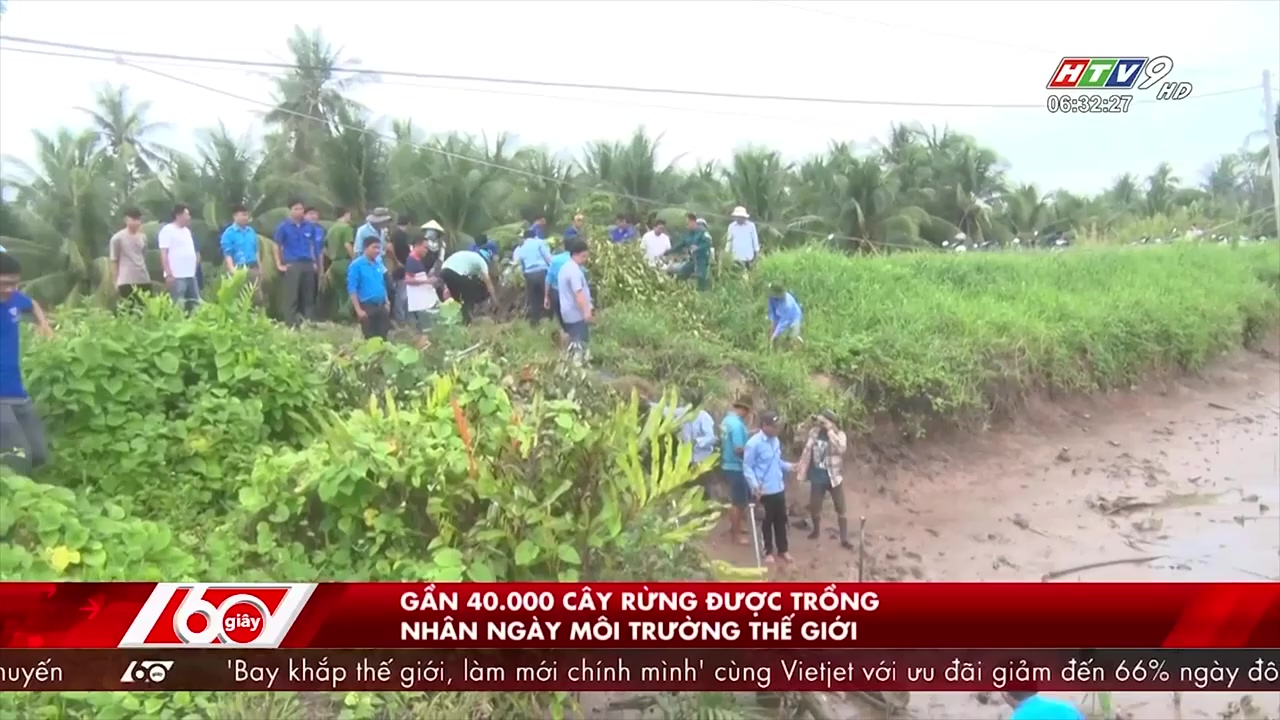 HTV9 HD
06:32:27
60 giây
GẦN 40.000 CÂY RỪNG ĐƯỢC TRỒNG
NHÂN NGÀY MÔI TRƯỜNG THẾ GIỚI
huyến 60 'Bay khắp thế giới, làm mới chính mình' cùng Vietjet với ưu đãi giảm đến 66% ngày đô